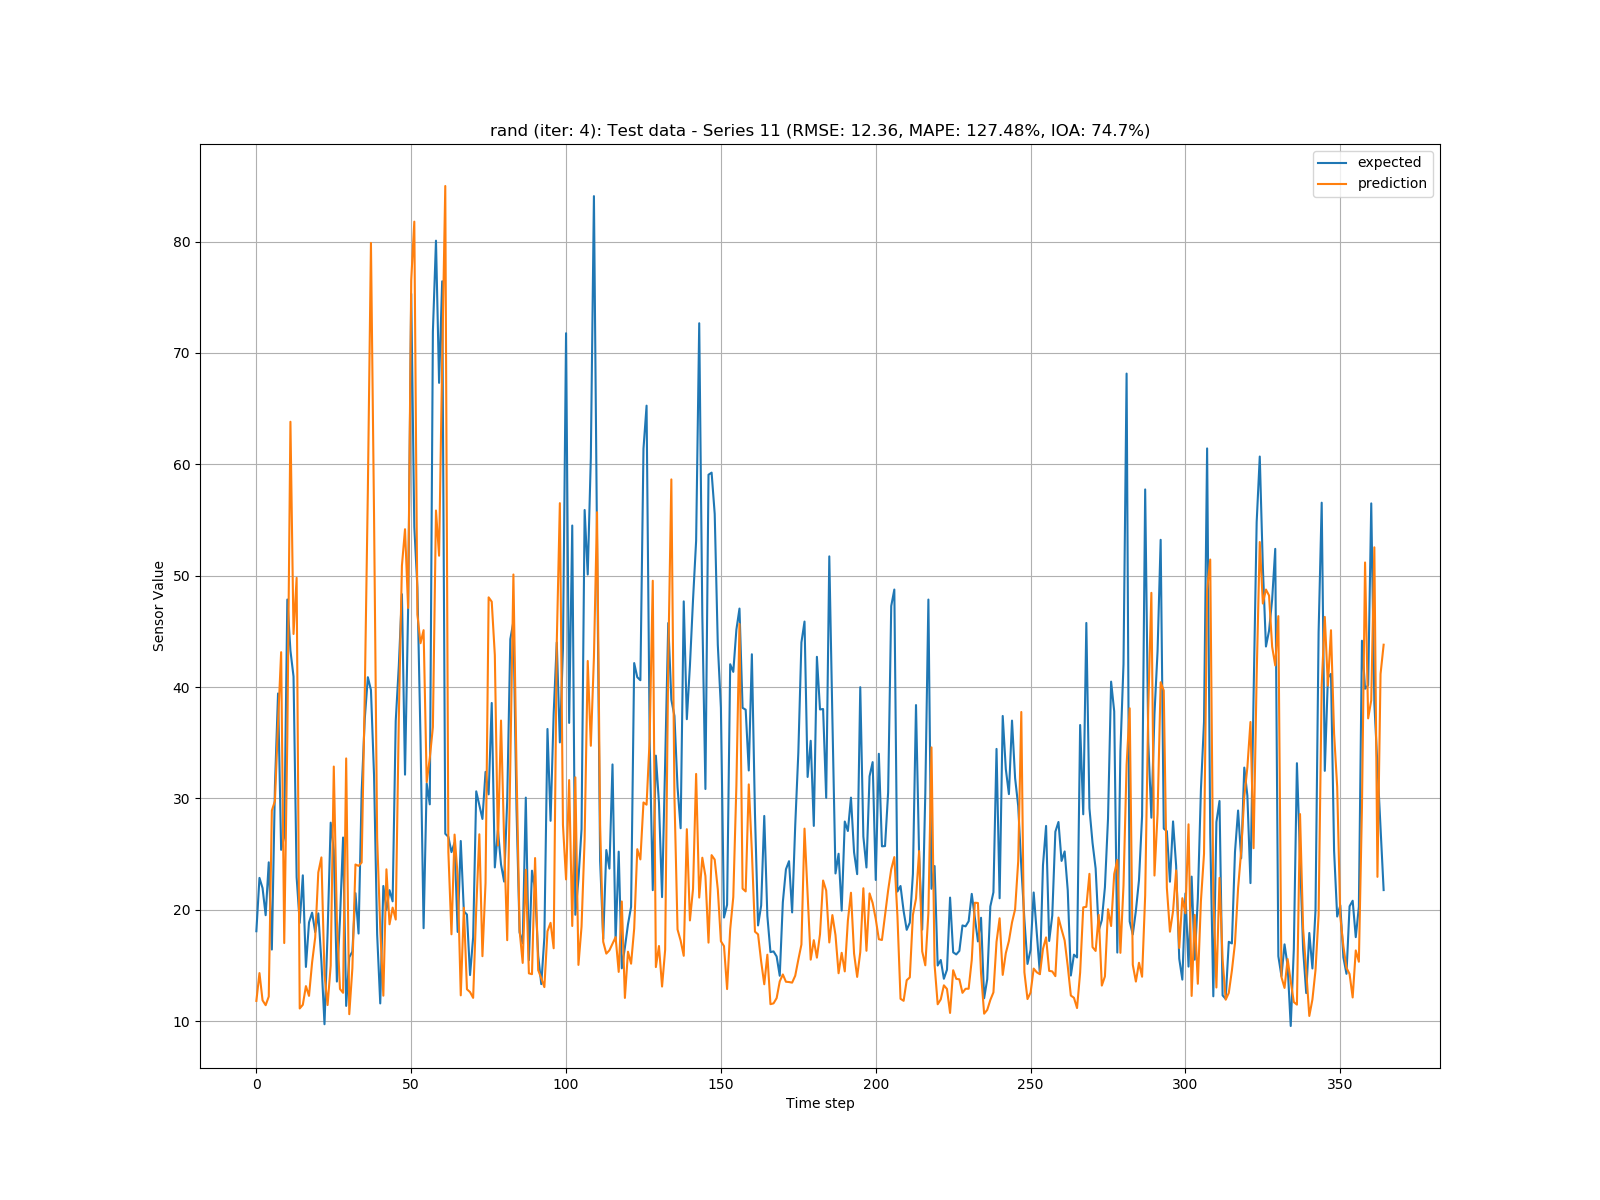 rand (iter: 4): Test data - Series 11 (RMSE: 12.36, MAPE: 127.48%, IOA: 74.7%)
expected
prediction
80
70
60
50
40
30
20
10
Sensor Value
0 50 100 150 200 250 300 350
Time step